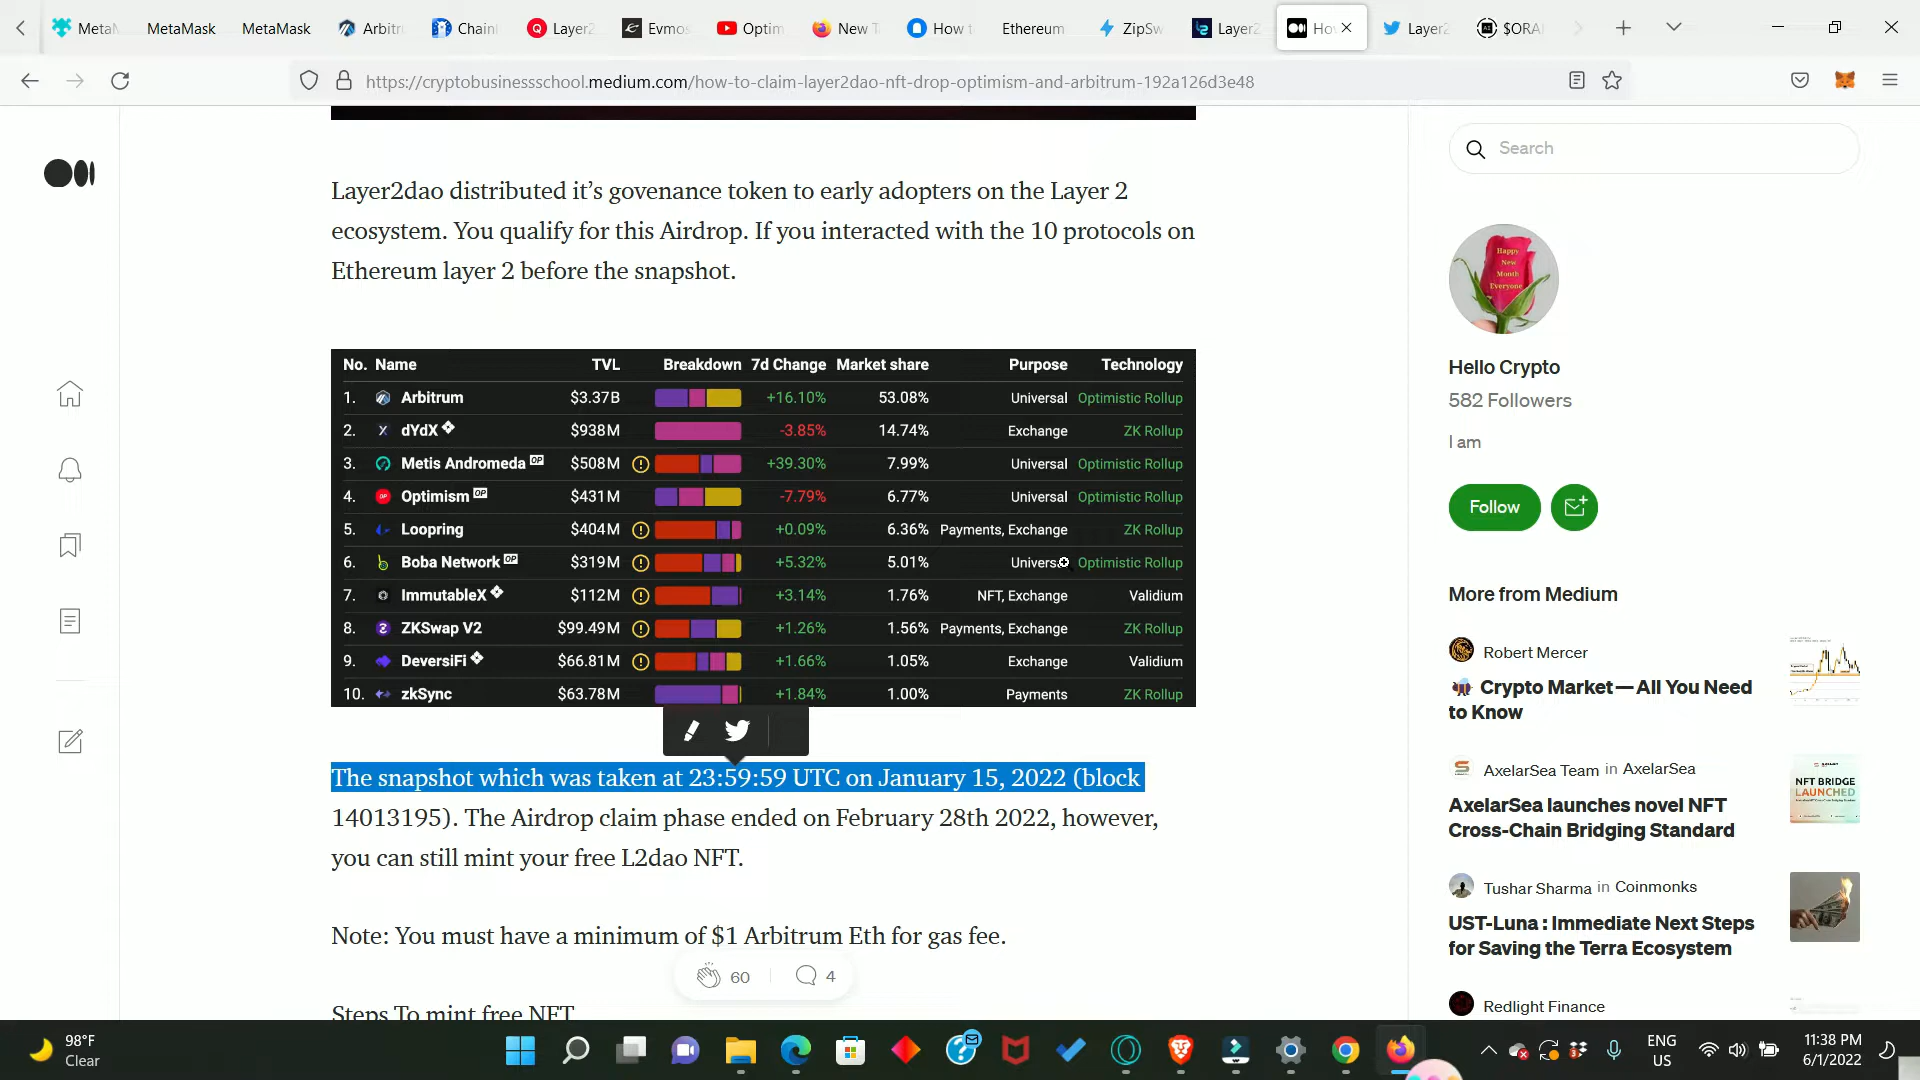 MetaM
MetaMask
MetaMask
Arbitr
Chain
Layer2
Evmos
Optim
New T
How t
Ethereum
ZipSw
Layer2
Ho
Layer2
$ORA
https://cryptobusinessschool.medium.com/how-to-claim-layer2dao-nft-drop-optimism-and-arbitrum-192a126d3e48
Layer2dao distributed it's govenance token to early adopters on the Layer 2
ecosystem. You qualify for this Airdrop. If you interacted with the 10 protocols on
Ethereum layer 2 before the snapshot.
No. Name TVL Breakdown 7d Change Market share Purpose Technology
1. Arbitrum $3.37B +16.10% 53.08% Universal Optimistic Rollup
2. dYdX $938M -3.85% 14.74% Exchange ZK Rollup
3. Metis Andromeda OP $508M +39.30% 7.99% Universal Optimistic Rollup
4. Optimism OP $431M -7.79% 6.77% Universal Optimistic Rollup
5. Loopring $404M +0.09% 6.36% Payments, Exchange ZK Rollup
6. Boba Network OP $319M +5.32% 5.01% Universal Optimistic Rollup
7. ImmutableX $112M +3.14% 1.76% NFT, Exchange Validium
8. ZKSwap V2 $99.49M +1.26% 1.56% Payments, Exchange ZK Rollup
9. DeversiFi $66.81M +1.66% 1.05% Exchange Validium
10. zkSync $63.78M +1.84% 1.00% Payments ZK Rollup
The snapshot which was taken at 23:59:59 UTC on January 15, 2022 (block
14013195). The Airdrop claim phase ended on February 28th 2022, however,
you can still mint your free L2dao NFT.
Note: You must have a minimum of $1 Arbitrum Eth for gas fee.
60 4
Steps To mint free NFT
Search
Happy
New
Month
Everyone
Hello Crypto
582 Followers
I am
Follow
More from Medium
Robert Mercer
Crypto Market—All You Need
to Know
AxelarSea Team in AxelarSea
AxelarSea launches novel NFT
Cross-Chain Bridging Standard
NFT BRIDGE
LAUNCHED
Tushar Sharma in Coinmonks
UST-Luna : Immediate Next Steps
for Saving the Terra Ecosystem
Redlight Finance
98°F
Clear
ENG
US
11:38 PM
6/1/2022